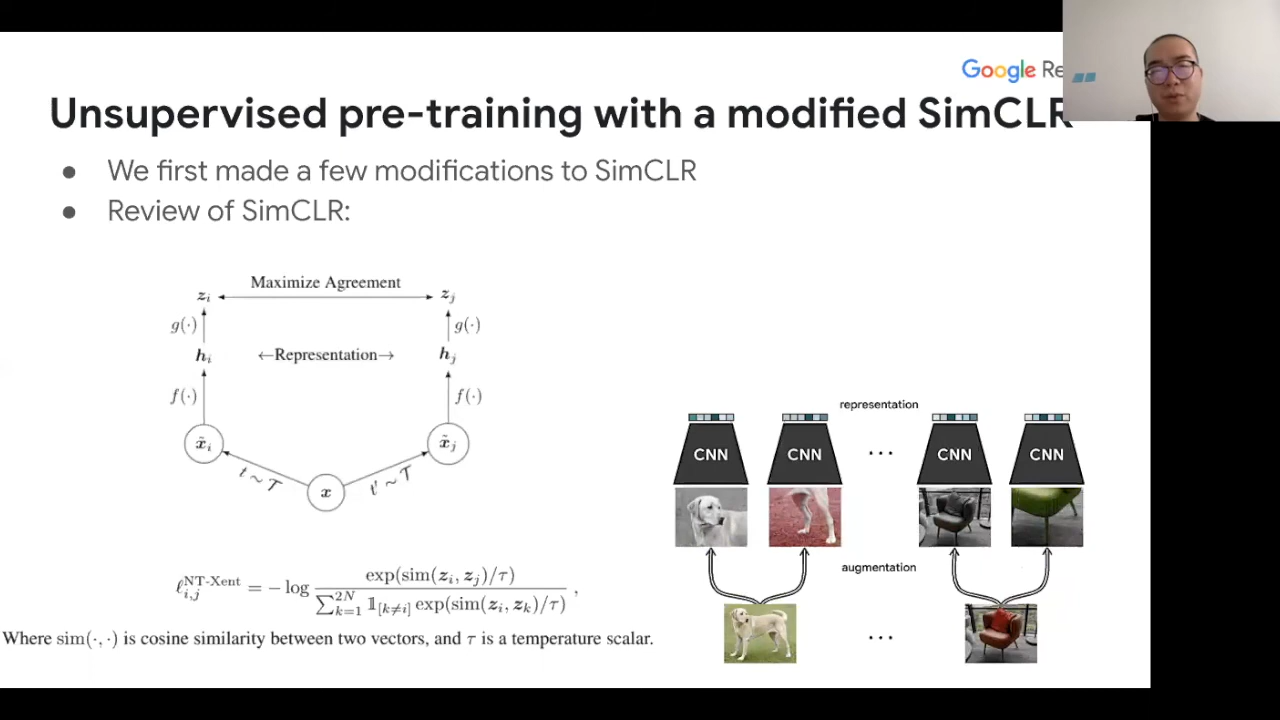 Google Re
Unsupervised pre-training with a modified SimCLR
● We first made a few modifications to SimCLR
● Review of SimCLR:
Maximize Agreement
z_i z_j
g(·) g(·)
h_i ←Representation→ h_j
f(·) f(·)
x̃_i x̃_j
t ~ T t' ~ T
x
ℓ_{i,j}^{NT-Xent} = − log exp(sim(z_i, z_j)/τ) / ∑_{k=1}^{2N} 𝟙_{[k≠i]} exp(sim(z_i, z_k)/τ) ,
Where sim(·,·) is cosine similarity between two vectors, and τ is a temperature scalar.
representation
CNN CNN ... CNN CNN
augmentation
...